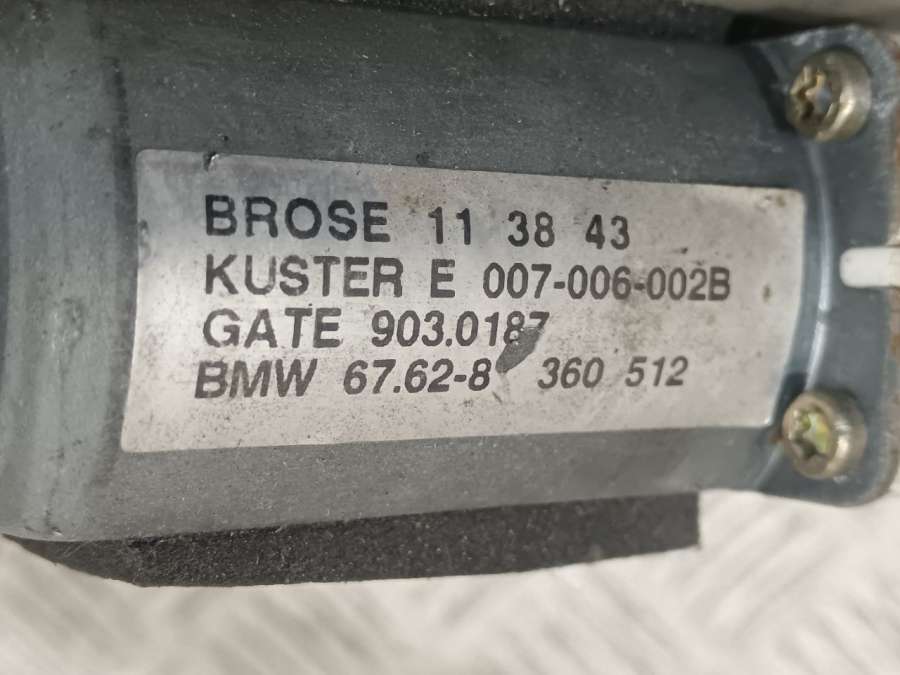 BROSE 11 38 43
KUSTER E 007-006-002B
GATE 903.0187
BMW 67.62-8 360 512